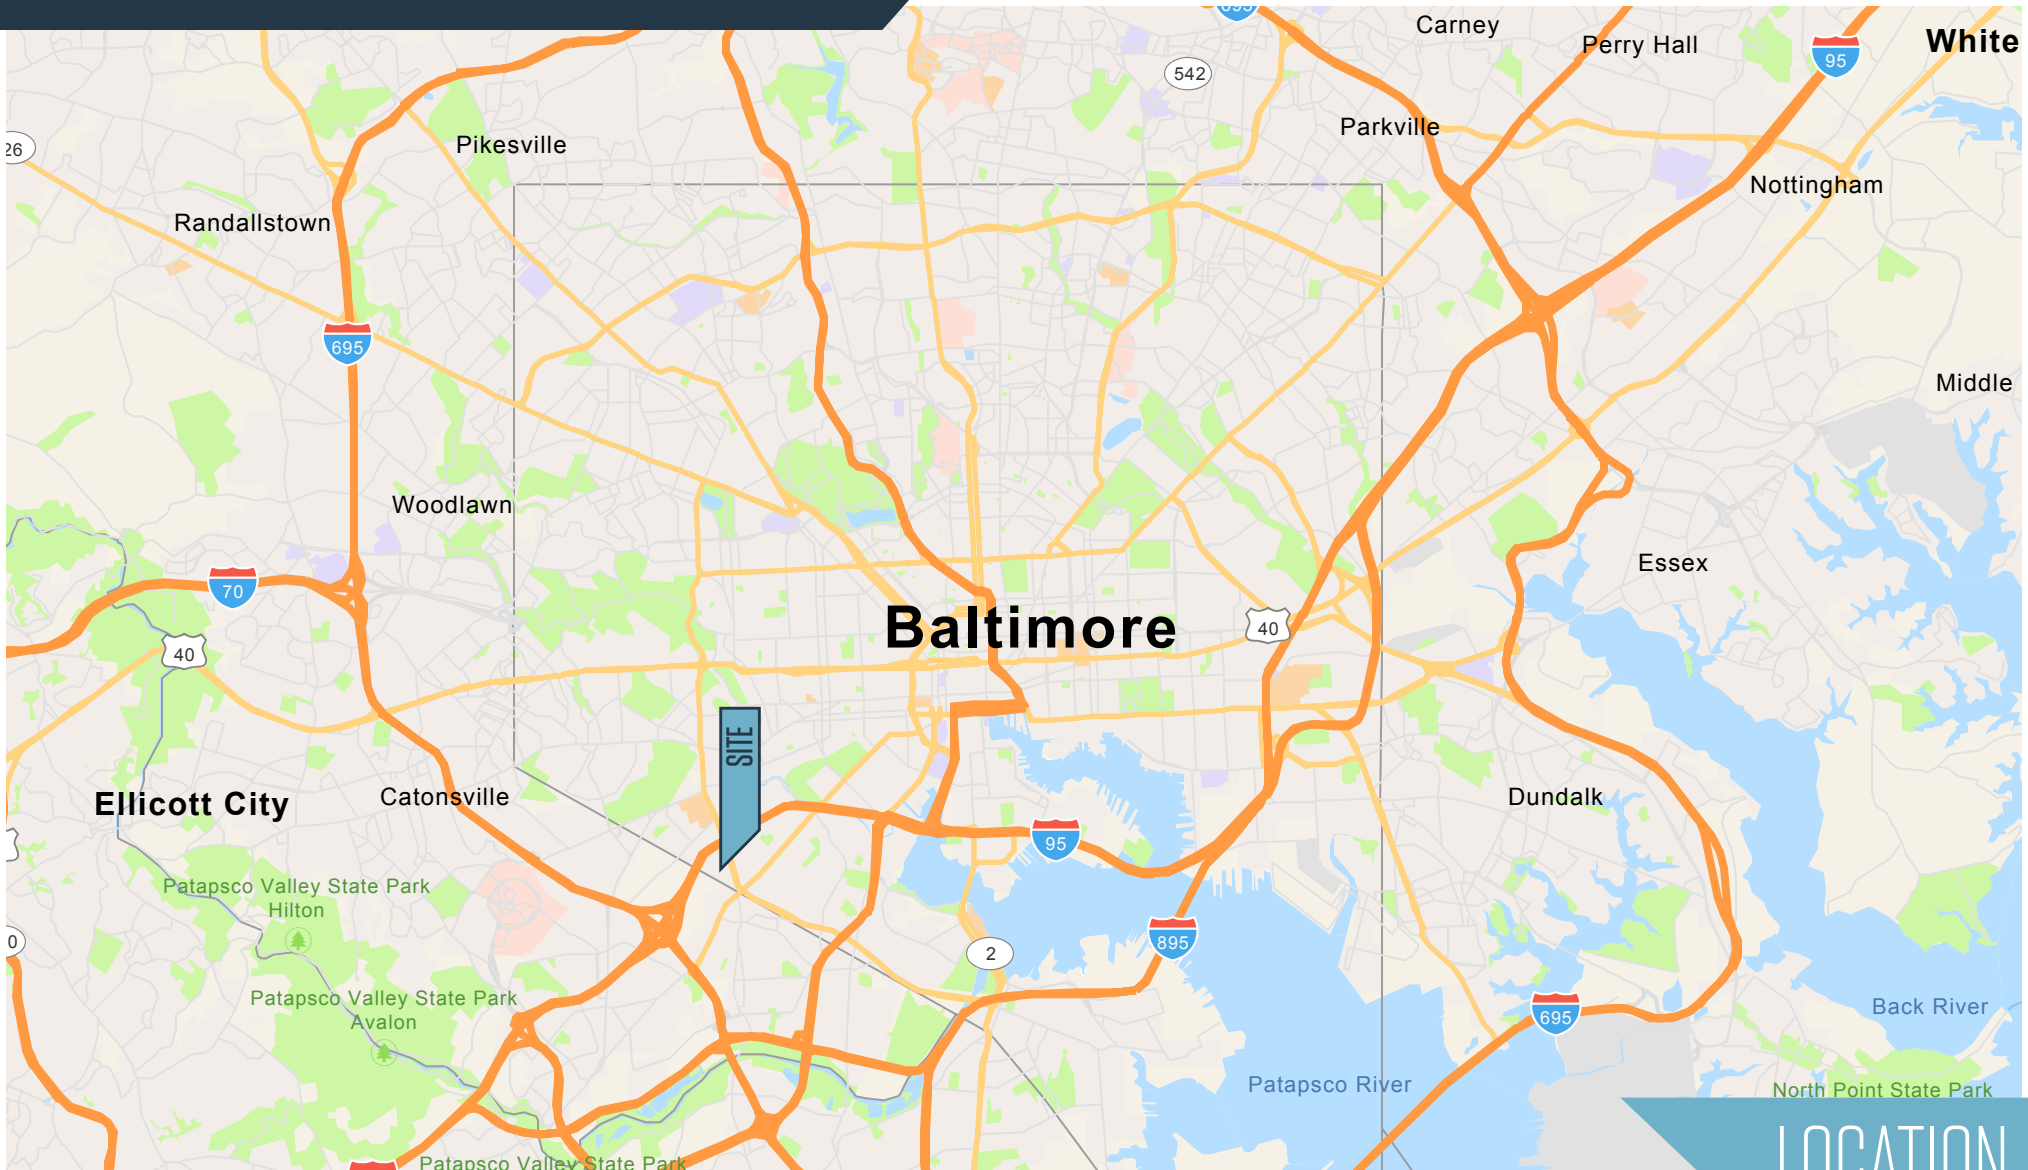 695
Carney
Perry Hall
95
White
542
Parkville
26
Pikesville
Nottingham
Randallstown
695
Middle
Woodlawn
Essex
70
Baltimore
40
40
SITE
Ellicott City
Catonsville
Dundalk
95
Patapsco Valley State Park
Hilton
895
0
2
Patapsco Valley State Park
Avalon
695
Back River
Patapsco River
North Point State Park
LOCATION
Patapsco Valley State Park